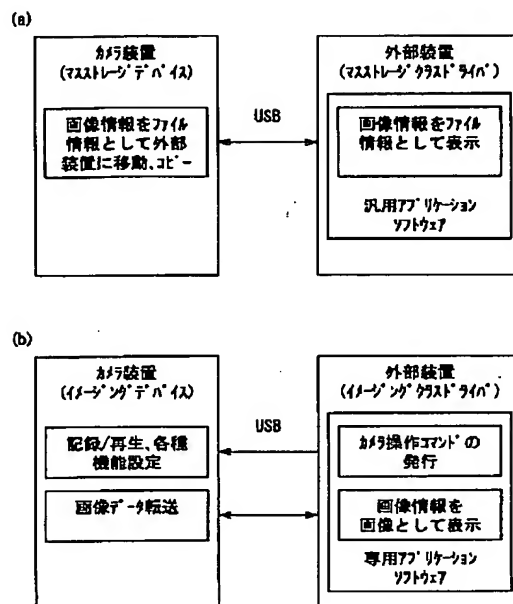 (a)
カメラ装置
(マスストレージデバイス)
画像情報をファイル
情報として外部
装置に移動、コピー
USB
外部装置
(マスストレージクラスドライバ)
画像情報をファイル
情報として表示
汎用アプリケーション
ソフトウェア
(b)
カメラ装置
(イメージングデバイス)
記録/再生、各種
機能設定
画像データ転送
USB
外部装置
(イメージングクラスドライバ)
カメラ操作コマンドの
発行
画像情報を
画像として表示
専用アプリケーション
ソフトウェア